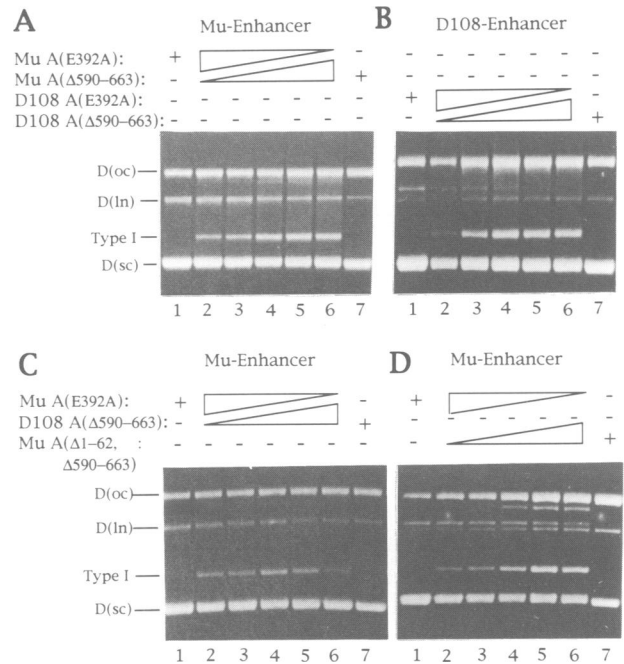 A Mu-Enhancer
Mu A(E392A): + -
Mu A(Δ590–663): - +
D108 A(E392A): - - - - - - -
D108 A(Δ590–663): - - - - - - -
D(oc)
D(ln)
Type I
D(sc)
1 2 3 4 5 6 7
B D108-Enhancer
- - - - - - -
- - - - - - -
+ -
- +
1 2 3 4 5 6 7
C Mu-Enhancer
Mu A(E392A): + -
D108 A(Δ590–663): - +
Mu A(Δ1–62, : - - - - - - -
Δ590–663)
D(oc)
D(ln)
Type I
D(sc)
1 2 3 4 5 6 7
D Mu-Enhancer
+ -
- - - - - - -
- +
1 2 3 4 5 6 7